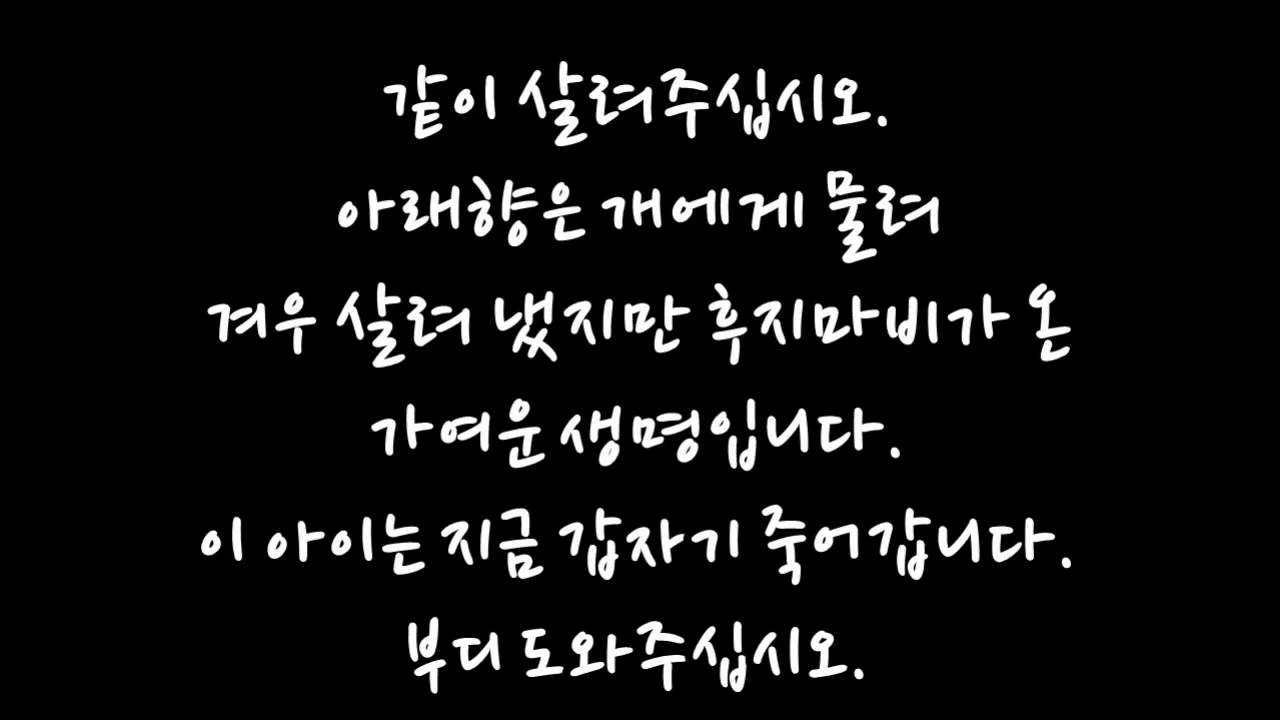 같이 살려주십시오.
아래향은 개에게 물려
겨우 살려 냈지만 후지마비가 온
가여운 생명입니다.
이 아이는 지금 갑자기 죽어갑니다.
부디 도와주십시오.